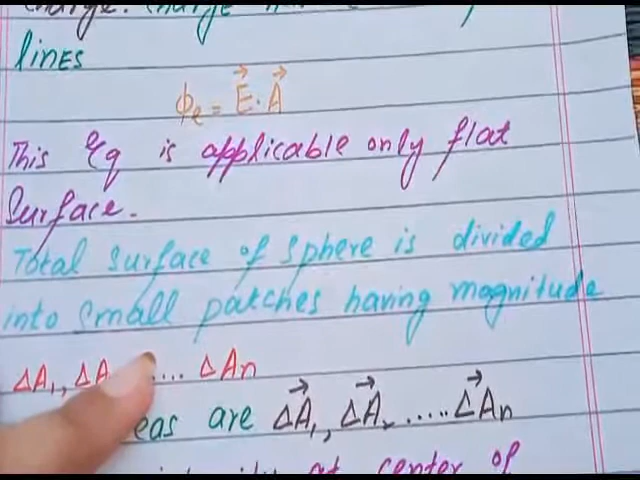 lines
ϕe = E⃗ . A⃗
This Eq is applicable only flat
Surface.
Total surface of sphere is divided
into small patches having magnitude
ΔA1, ΔA .... ΔAn
eas are ΔA⃗1, ΔA⃗2 ..... ΔA⃗n
at center of